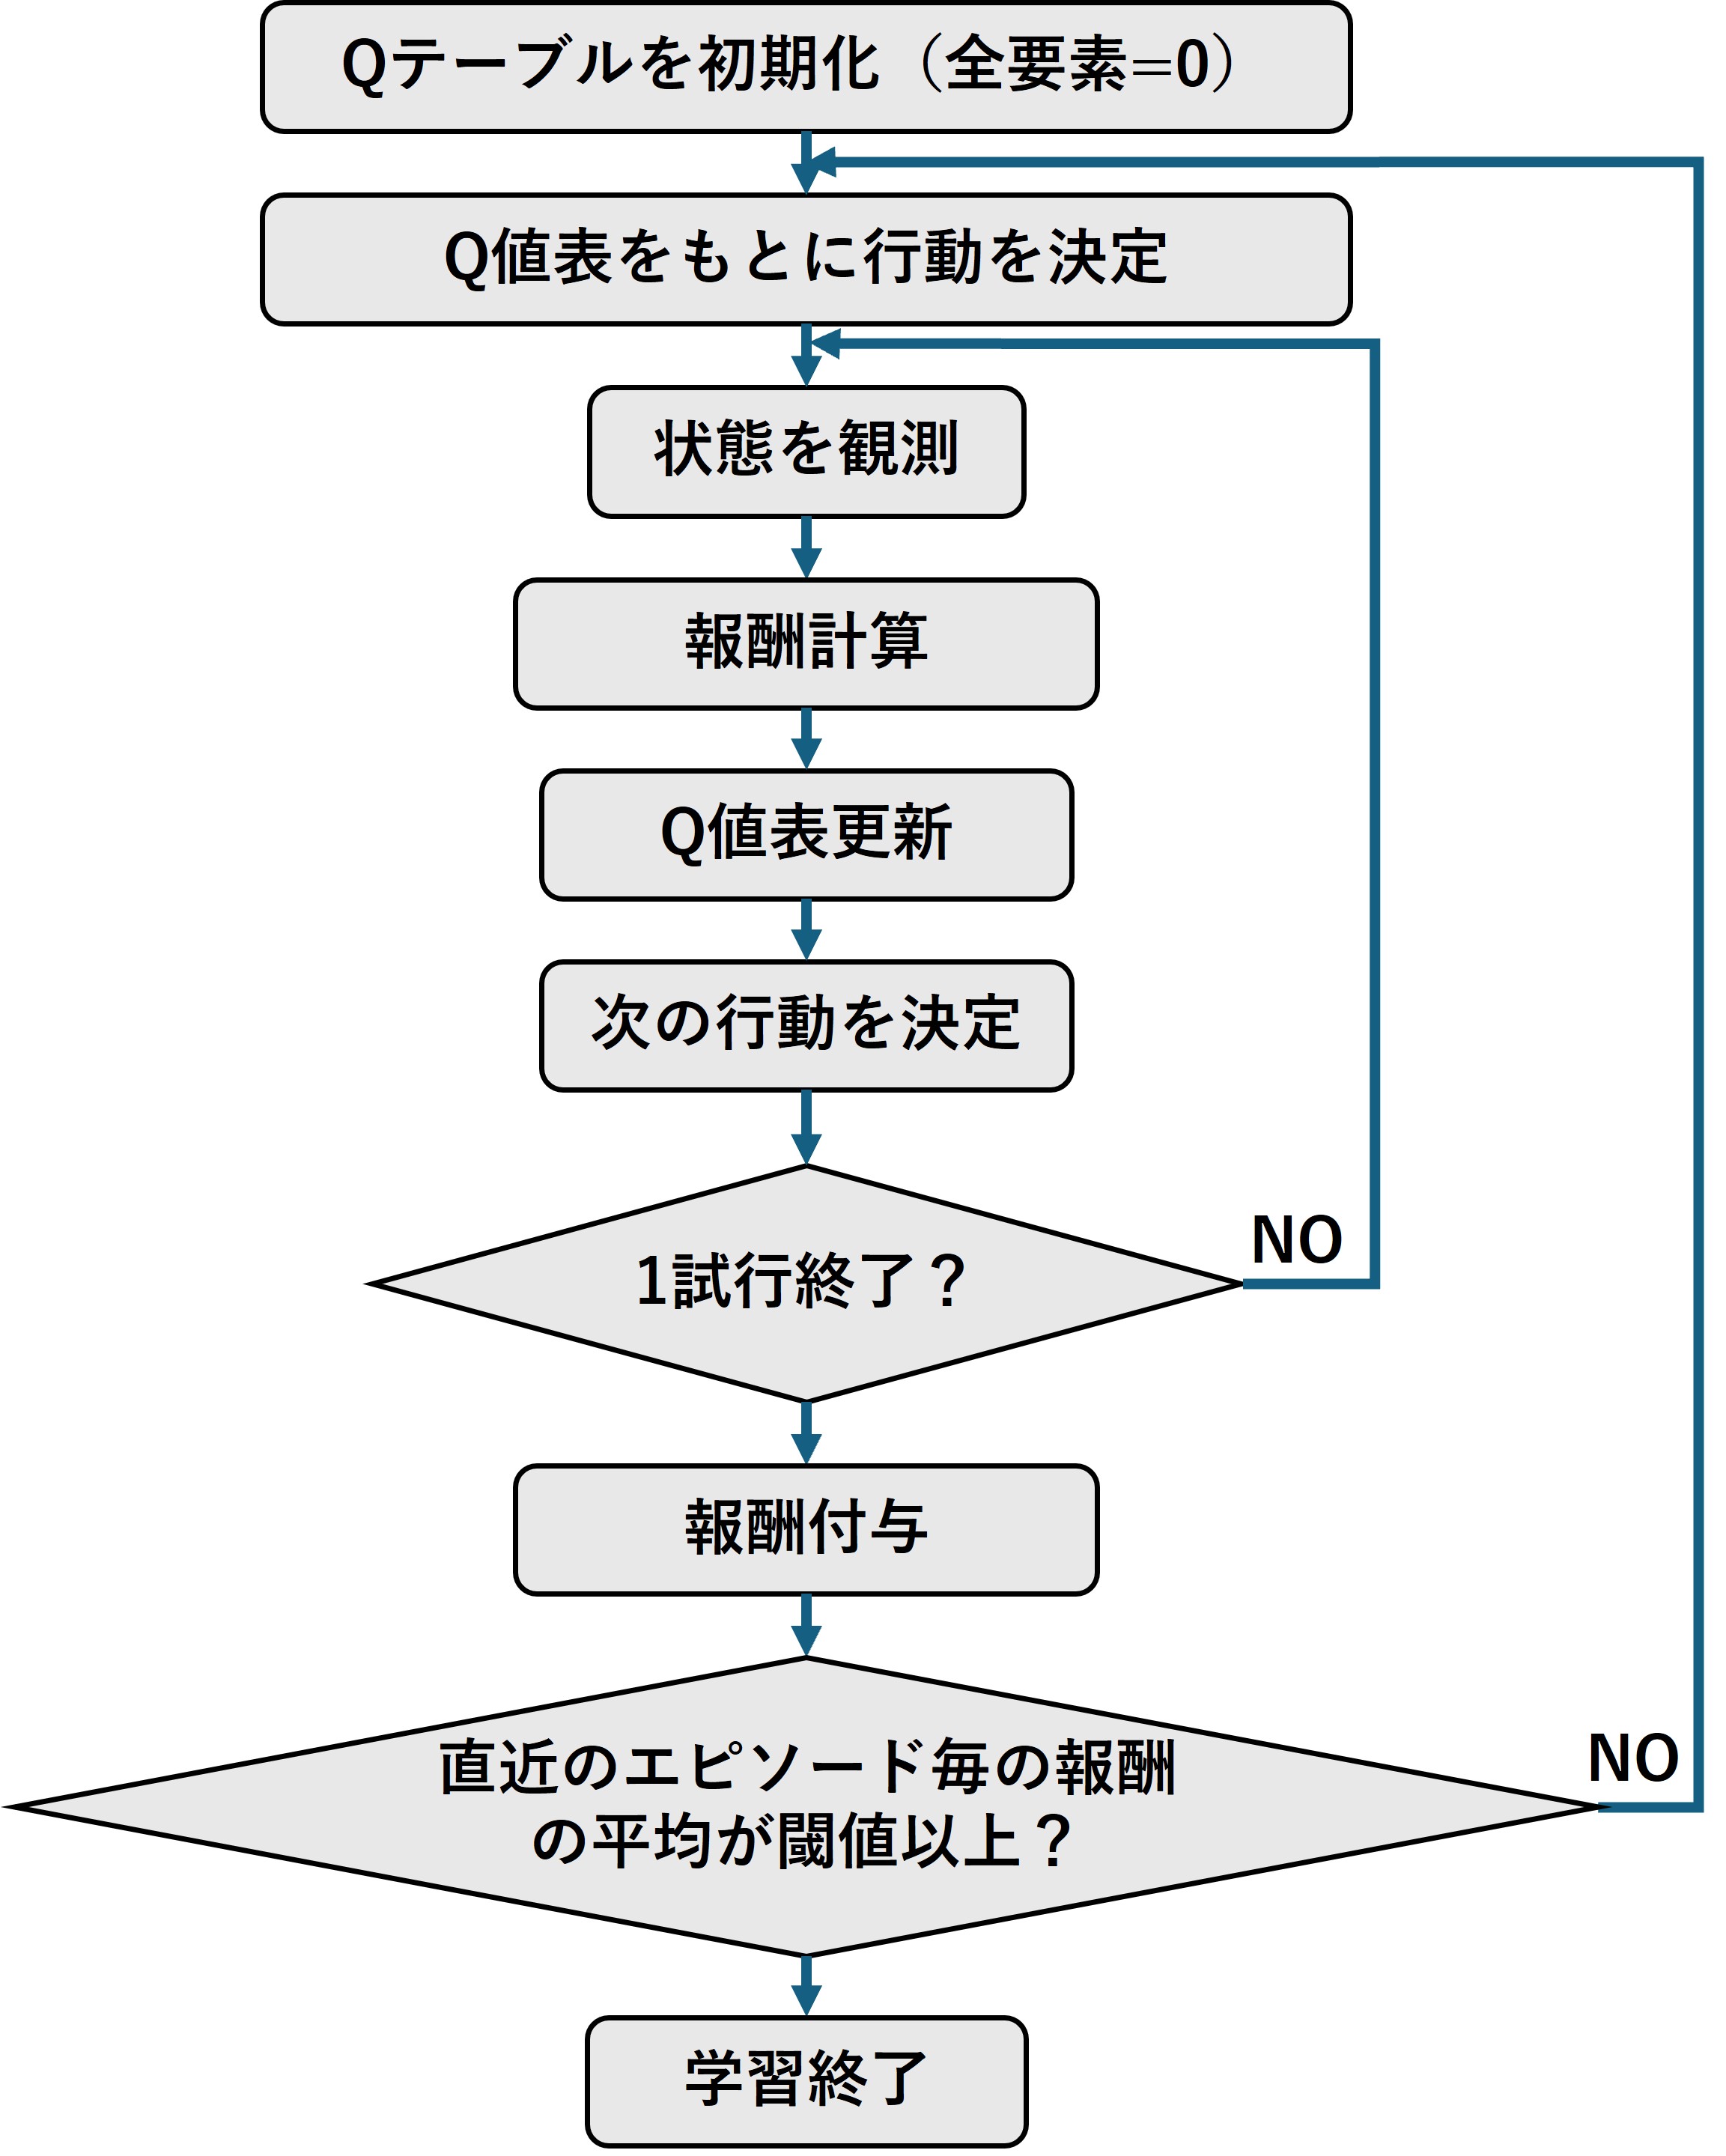 Qテーブルを初期化（全要素=0）
Q値表をもとに行動を決定
状態を観測
報酬計算
Q値表更新
次の行動を決定
1試行終了？
NO
報酬付与
直近のエピソード毎の報酬
の平均が閾値以上？
NO
学習終了